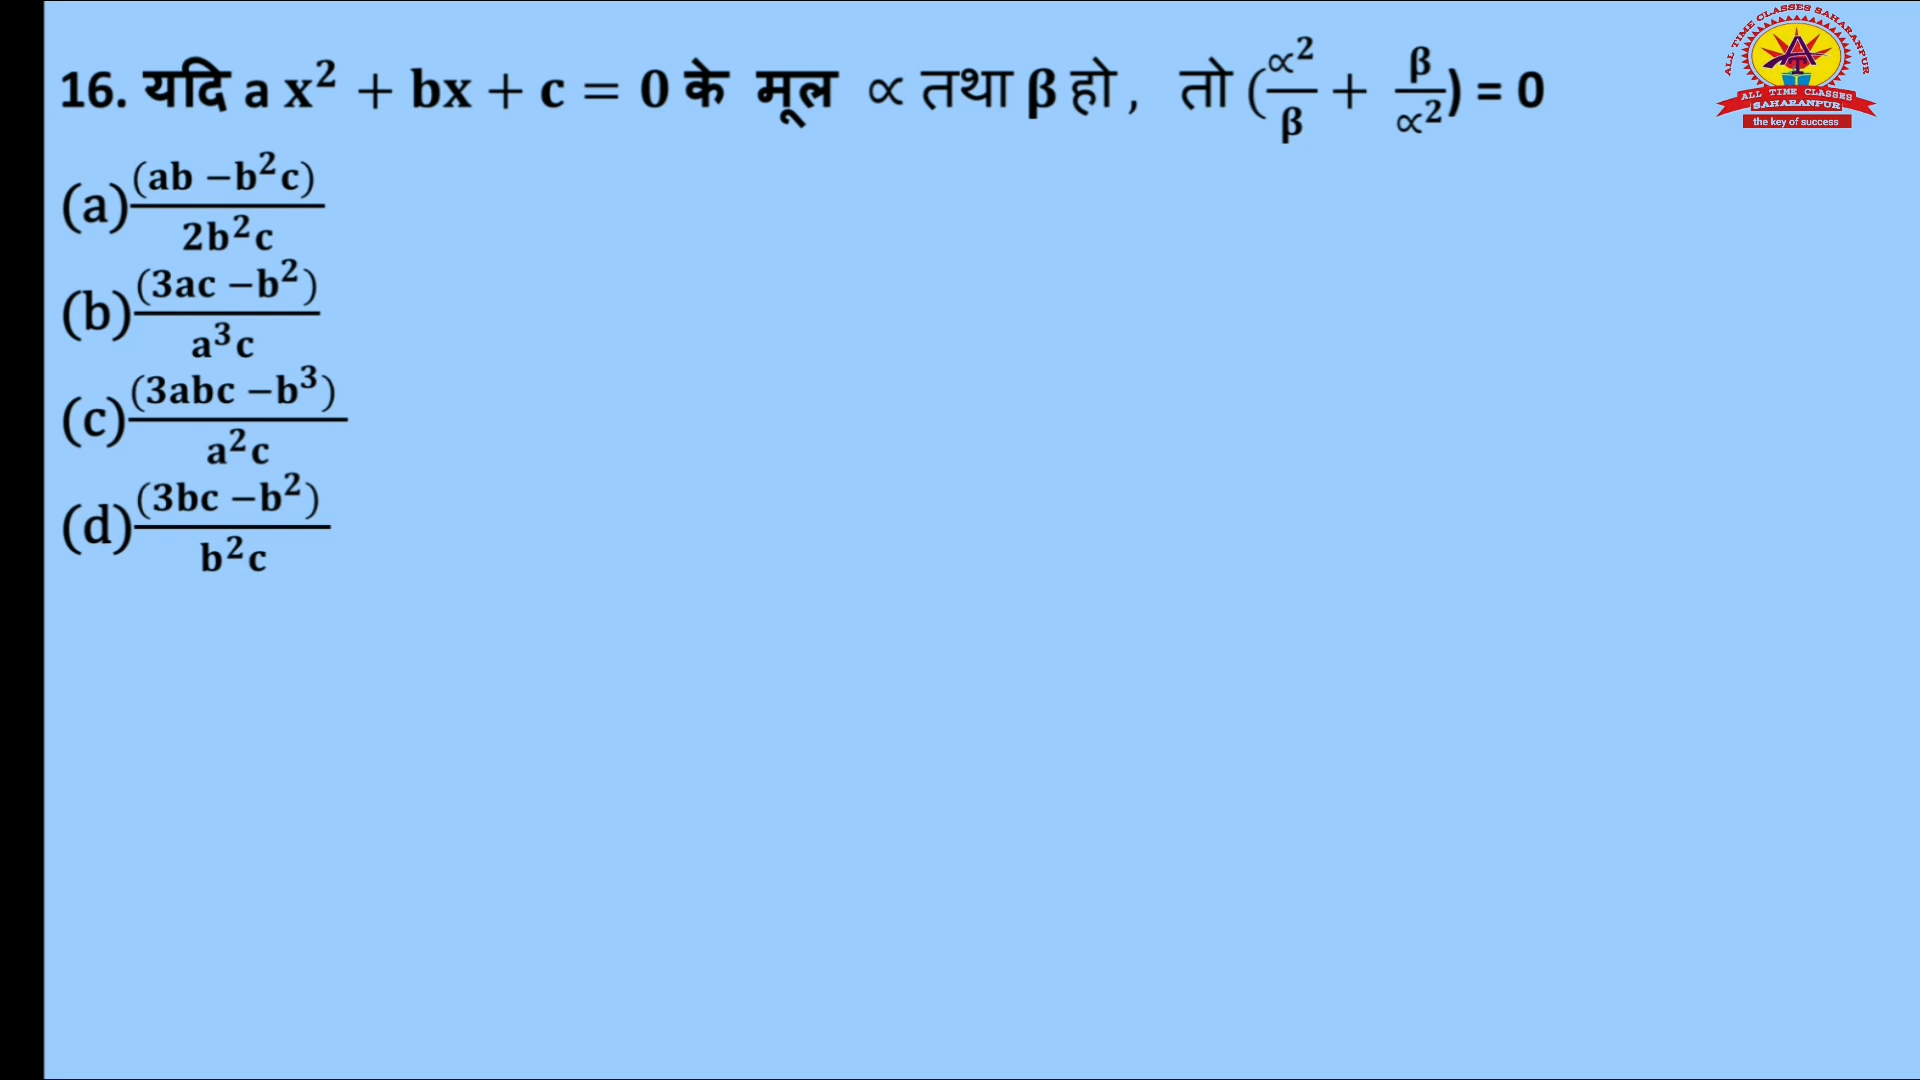 16. यदि a x² + bx + c = 0 के मूल ∝ तथा β हो , तो (∝²/β + β/∝²) = 0
(a)(ab −b²c)/2b²c
(b)(3ac −b²)/a³c
(c)(3abc −b³)/a²c
(d)(3bc −b²)/b²c
ALL TIME CLASSES SAHARANPUR
A
T
ALL TIME CLASSES
SAHARANPUR
the key of success